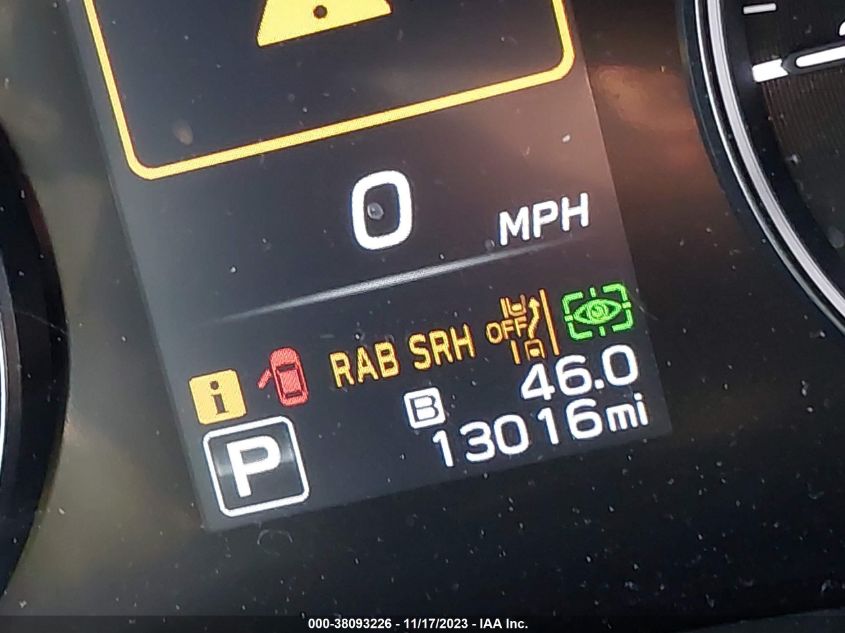 0 MPH
i RAB SRH OFF
B 46.0
P 13016mi
000-38093226 - 11/17/2023 - IAA Inc.